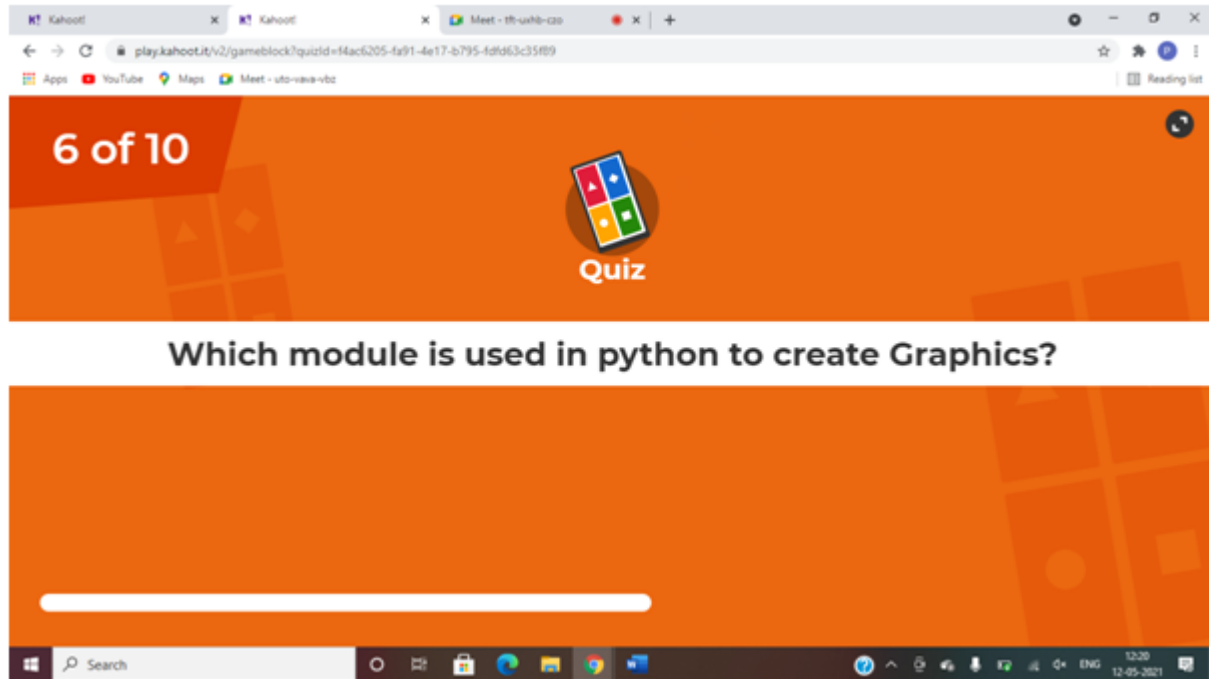 K! Kahoot!
K! Kahoot!
Meet - tft-uxhb-czo
play.kahoot.it/v2/gameblock?quizId=f4ac6205-fa91-4e17-b795-fdfd63c35f89
P
Apps
YouTube
Maps
Meet - uto-vava-vbz
Reading list
6 of 10
Quiz
Which module is used in python to create Graphics?
Search
ENG
12:20
12-05-2021